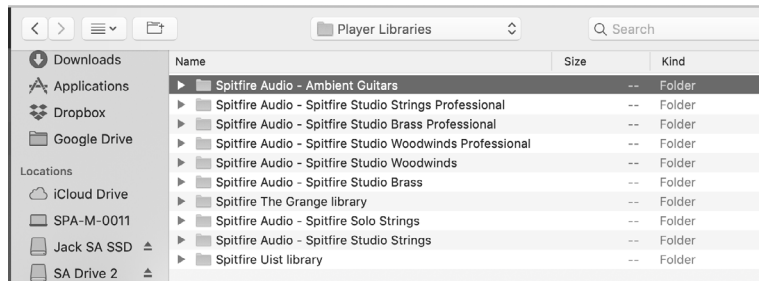 Player Libraries
Search
Downloads
Applications
Dropbox
Google Drive
Locations
iCloud Drive
SPA-M-0011
Jack SA SSD
SA Drive 2
Name Size Kind
Spitfire Audio - Ambient Guitars -- Folder
Spitfire Audio - Spitfire Studio Strings Professional -- Folder
Spitfire Audio - Spitfire Studio Brass Professional -- Folder
Spitfire Audio - Spitfire Studio Woodwinds Professional -- Folder
Spitfire Audio - Spitfire Studio Woodwinds -- Folder
Spitfire Audio - Spitfire Studio Brass -- Folder
Spitfire The Grange library -- Folder
Spitfire Audio - Spitfire Solo Strings -- Folder
Spitfire Audio - Spitfire Studio Strings -- Folder
Spitfire Uist library -- Folder